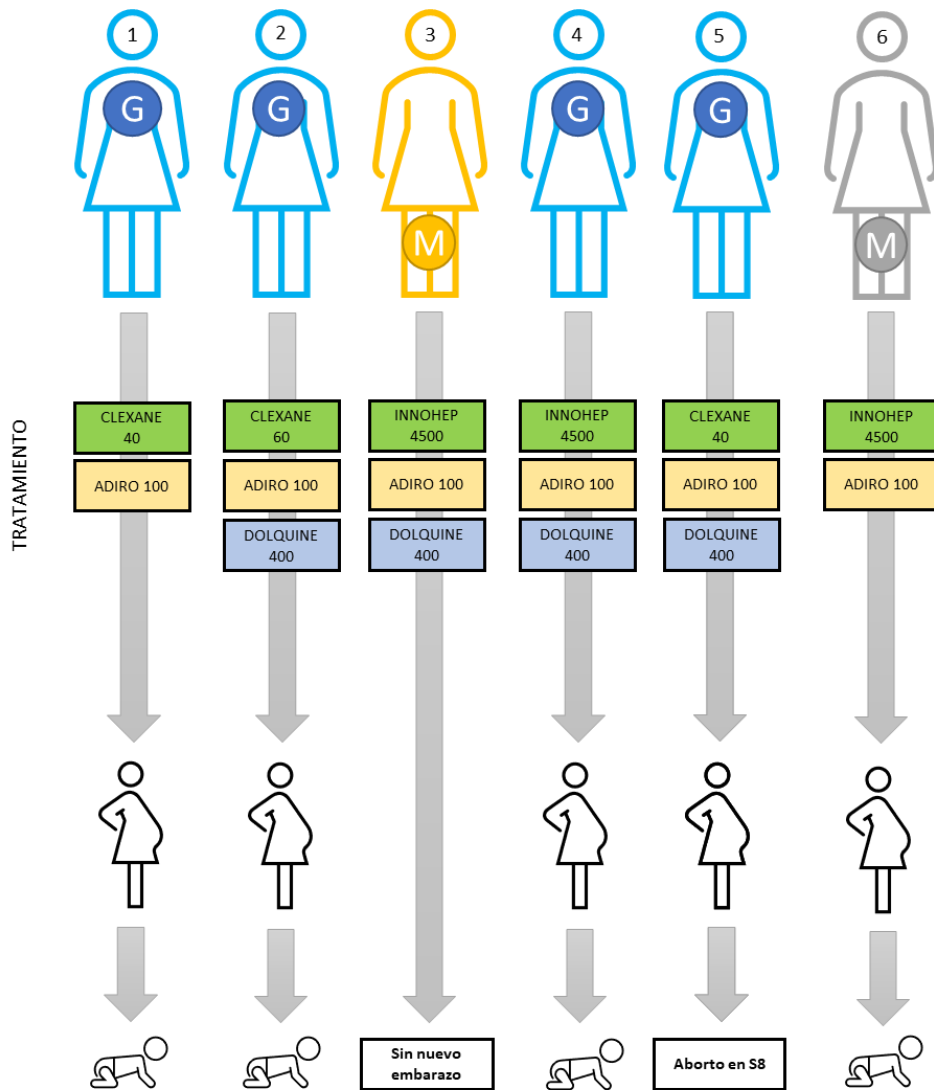 1
2
3
4
5
6
G
G
G
G
M
M
TRATAMIENTO
CLEXANE
40
CLEXANE
60
INNOHEP
4500
INNOHEP
4500
CLEXANE
40
INNOHEP
4500
ADIRO 100
ADIRO 100
ADIRO 100
ADIRO 100
ADIRO 100
ADIRO 100
DOLQUINE
400
DOLQUINE
400
DOLQUINE
400
DOLQUINE
400
Sin nuevo
embarazo
Aborto en S8